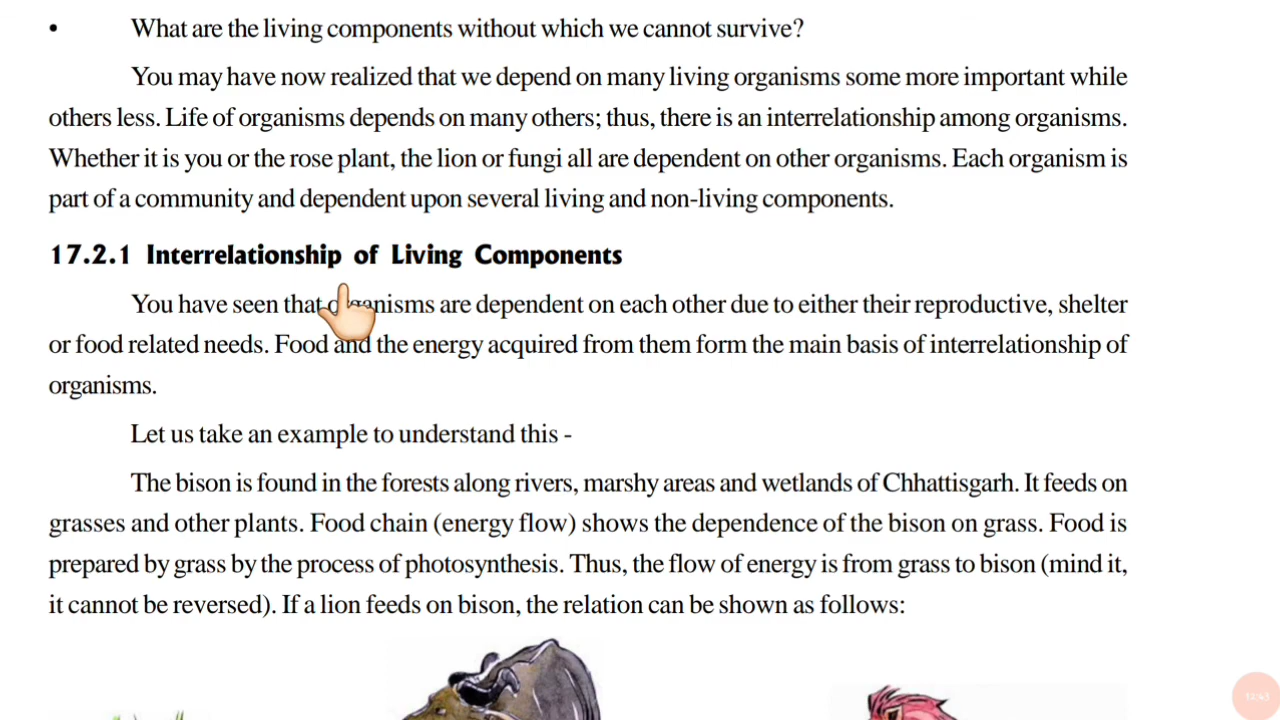 • What are the living components without which we cannot survive?
You may have now realized that we depend on many living organisms some more important while
others less. Life of organisms depends on many others; thus, there is an interrelationship among organisms.
Whether it is you or the rose plant, the lion or fungi all are dependent on other organisms. Each organism is
part of a community and dependent upon several living and non-living components.
17.2.1 Interrelationship of Living Components
You have seen that organisms are dependent on each other due to either their reproductive, shelter
or food related needs. Food and the energy acquired from them form the main basis of interrelationship of
organisms.
Let us take an example to understand this -
The bison is found in the forests along rivers, marshy areas and wetlands of Chhattisgarh. It feeds on
grasses and other plants. Food chain (energy flow) shows the dependence of the bison on grass. Food is
prepared by grass by the process of photosynthesis. Thus, the flow of energy is from grass to bison (mind it,
it cannot be reversed). If a lion feeds on bison, the relation can be shown as follows: